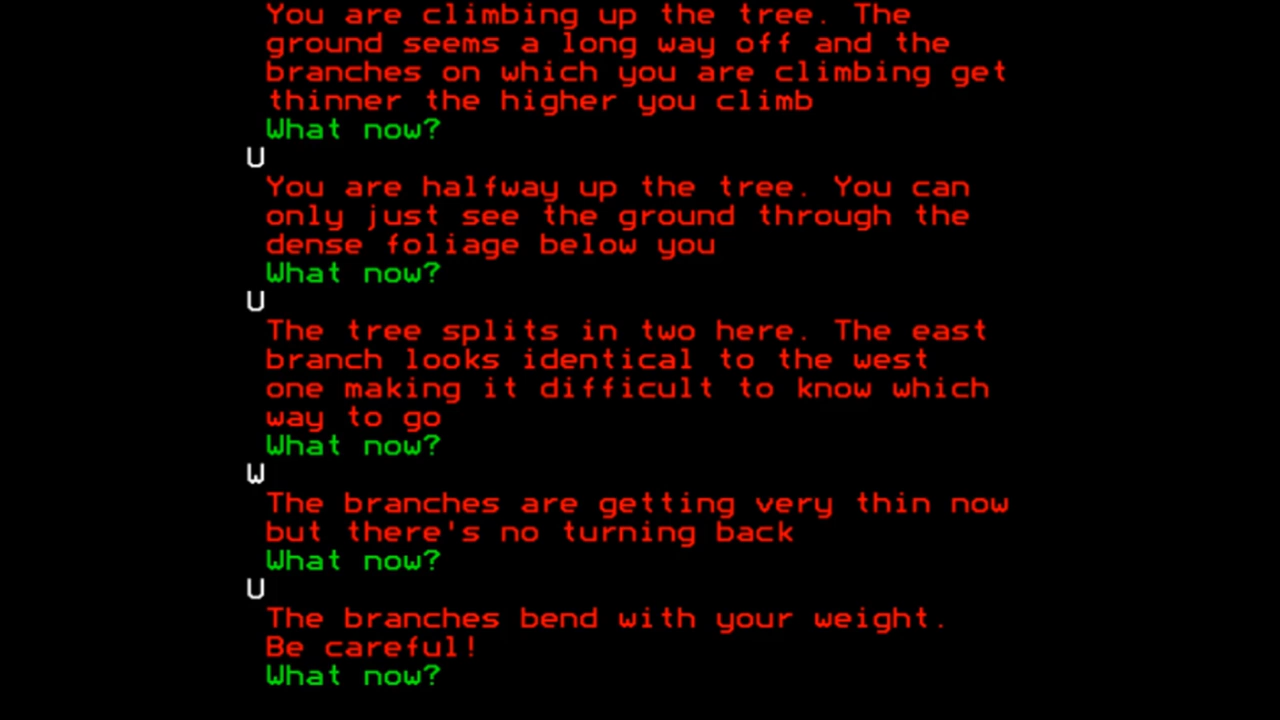 You are climbing up the tree. The
ground seems a long way off and the
branches on which you are climbing get
thinner the higher you climb
What now?
U
You are halfway up the tree. You can
only just see the ground through the
dense foliage below you
What now?
U
The tree splits in two here. The east
branch looks identical to the west
one making it difficult to know which
way to go
What now?
W
The branches are getting very thin now
but there's no turning back
What now?
U
The branches bend with your weight.
Be careful!
What now?